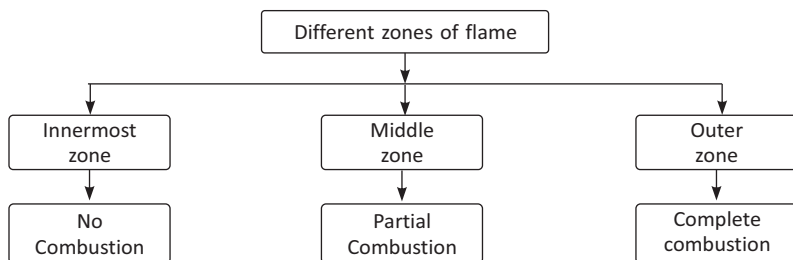 Different zones of flame
Innermost
zone
Middle
zone
Outer
zone
No
Combustion
Partial
Combustion
Complete
combustion